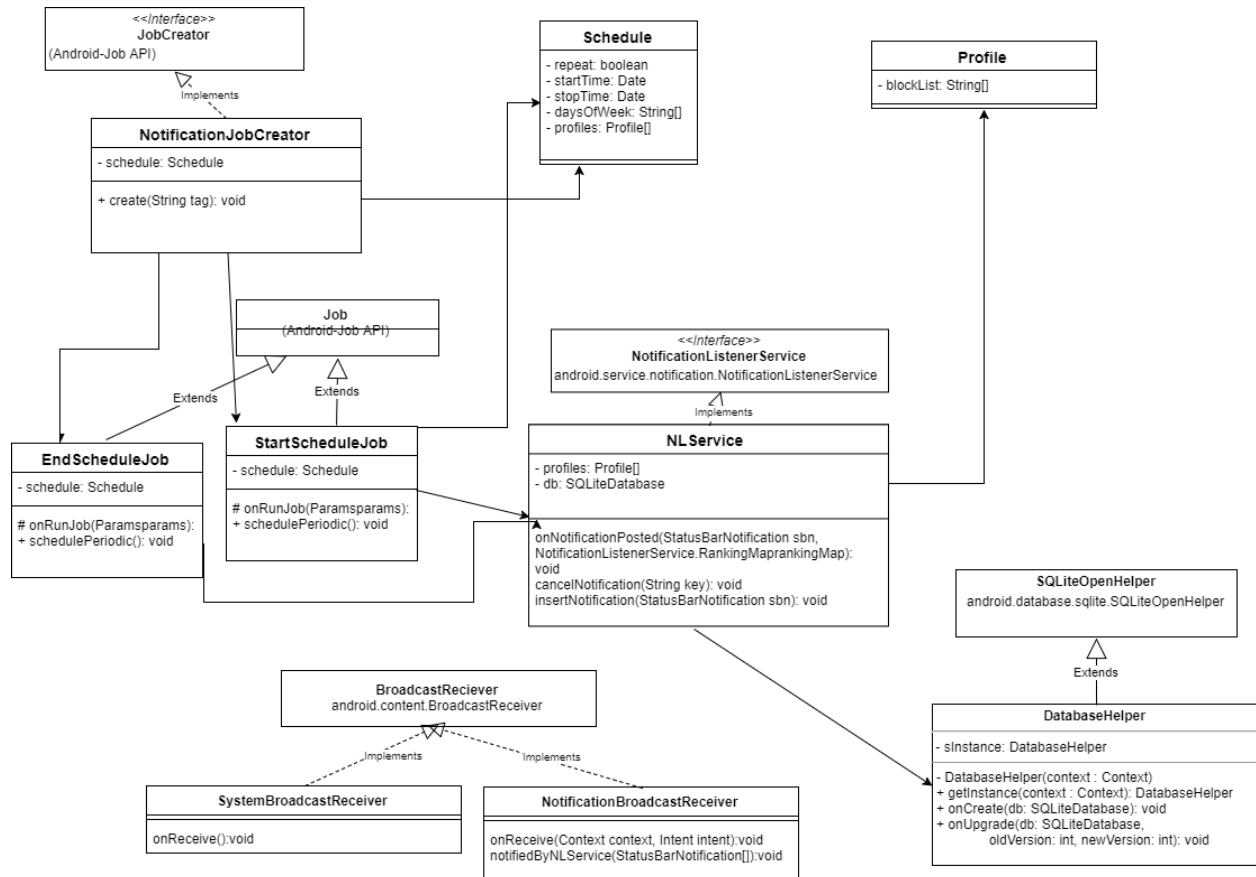 <<Interface>>
JobCreator
(Android-Job API)
Implements
NotificationJobCreator
- schedule: Schedule
+ create(String tag): void
Schedule
- repeat: boolean
- startTime: Date
- stopTime: Date
- daysOfWeek: String[]
- profiles: Profile[]
Profile
- blockList: String[]
Job
(Android-Job API)
Extends
Extends
<<Interface>>
NotificationListenerService
android.service.notification.NotificationListenerService
Implements
EndScheduleJob
- schedule: Schedule
# onRunJob(Paramsparams):
+ schedulePeriodic(): void
StartScheduleJob
- schedule: Schedule
# onRunJob(Paramsparams):
+ schedulePeriodic(): void
NLService
- profiles: Profile[]
- db: SQLiteDatabase
onNotificationPosted(StatusBarNotification sbn,
NotificationListenerService.RankingMaprankingMap):
void
cancelNotification(String key): void
insertNotification(StatusBarNotification sbn): void
SQLiteOpenHelper
android.database.sqlite.SQLiteOpenHelper
Extends
DatabaseHelper
- sInstance: DatabaseHelper
- DatabaseHelper(context : Context)
+ getInstance(context : Context): DatabaseHelper
+ onCreate(db: SQLiteDatabase): void
+ onUpgrade(db: SQLiteDatabase,
oldVersion: int, newVersion: int): void
BroadcastReciever
android.content.BroadcastReceiver
Implements
Implements
SystemBroadcastReceiver
onReceive():void
NotificationBroadcastReceiver
onReceive(Context context, Intent intent):void
notifiedByNLService(StatusBarNotification[]):void